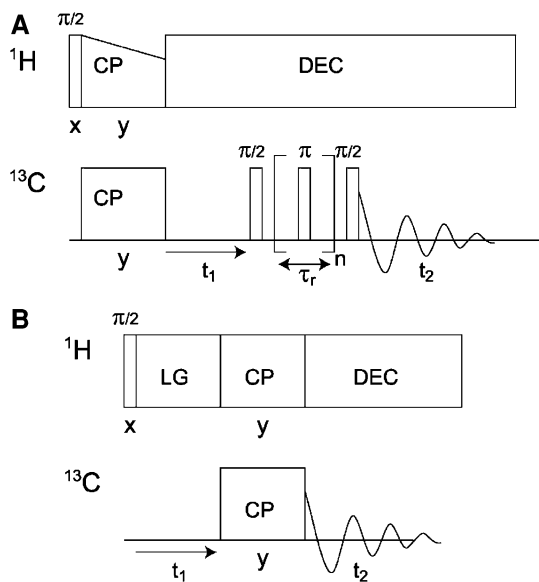 A
π/2
¹H CP DEC
x y
π/2 π π/2
¹³C CP
y t₁ τᵣ n t₂
B
π/2
¹H LG CP DEC
x y
¹³C CP
t₁ y t₂